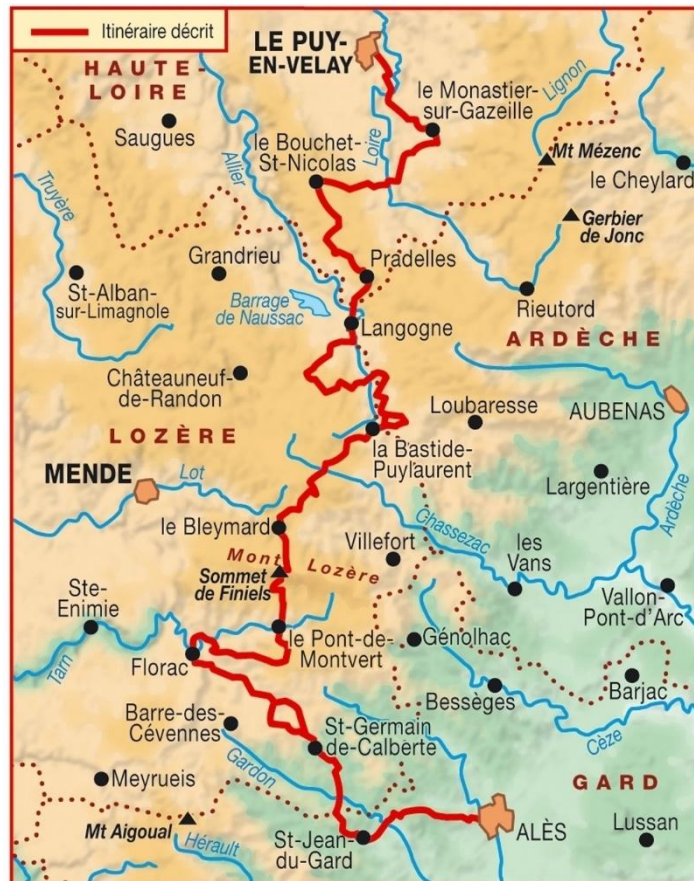 Itinéraire décrit
LE PUY-
EN-VELAY
HAUTE-
LOIRE
le Monastier-
sur-Gazeille
Lignon
Saugues
le Bouchet-
St-Nicolas
Loire
Allier
Mt Mézenc
le Cheylard
Truyère
Gerbier
de Jonc
Grandrieu
Pradelles
St-Alban-
sur-Limagnole
Barrage
de Naussac
Rieutord
Langogne
ARDÈCHE
Châteauneuf-
de-Randon
Loubaresse
AUBENAS
LOZÈRE
la Bastide-
Puylaurent
MENDE
Lot
Largentière
Ardèche
le Bleymard
Chassezac
Mont Lozère
Villefort
les
Vans
Sommet
de Finiels
Ste-
Enimie
Vallon-
Pont-d'Arc
le Pont-de-
Montvert
Génolhac
Tarn
Florac
Bessèges
Barjac
Barre-des-
Cévennes
St-Germain
de-Calberte
Cèze
Gardon
Meyrueis
GARD
Mt Aigoual
Hérault
St-Jean-
du-Gard
ALÈS
Lussan